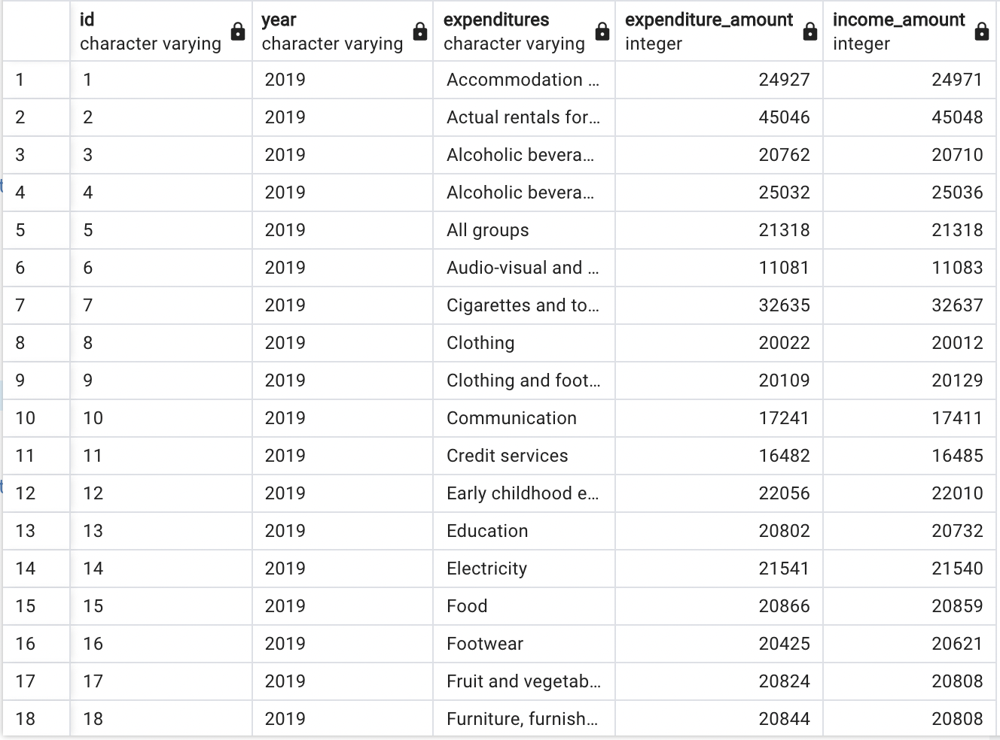 id year expenditures expenditure_amount income_amount
character varying character varying character varying integer integer
1 1 2019 Accommodation ... 24927 24971
2 2 2019 Actual rentals for... 45046 45048
3 3 2019 Alcoholic bevera... 20762 20710
4 4 2019 Alcoholic bevera... 25032 25036
5 5 2019 All groups 21318 21318
6 6 2019 Audio-visual and ... 11081 11083
7 7 2019 Cigarettes and to... 32635 32637
8 8 2019 Clothing 20022 20012
9 9 2019 Clothing and foot... 20109 20129
10 10 2019 Communication 17241 17411
11 11 2019 Credit services 16482 16485
12 12 2019 Early childhood e... 22056 22010
13 13 2019 Education 20802 20732
14 14 2019 Electricity 21541 21540
15 15 2019 Food 20866 20859
16 16 2019 Footwear 20425 20621
17 17 2019 Fruit and vegetab... 20824 20808
18 18 2019 Furniture, furnish... 20844 20808